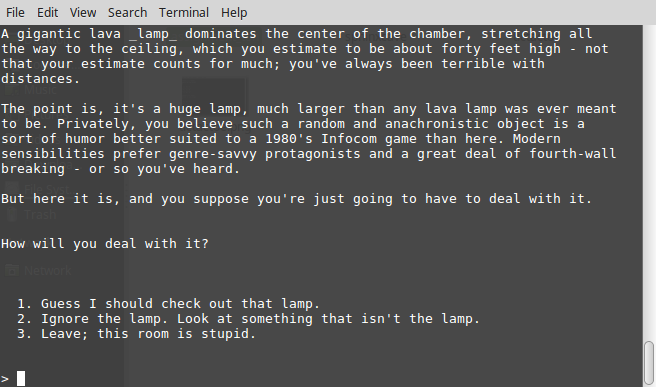 File Edit View Search Terminal Help
A gigantic lava _lamp_ dominates the center of the chamber, stretching all
the way to the ceiling, which you estimate to be about forty feet high - not
that your estimate counts for much; you've always been terrible with
distances.
The point is, it's a huge lamp, much larger than any lava lamp was ever meant
to be. Privately, you believe such a random and anachronistic object is a
sort of humor better suited to a 1980's Infocom game than here. Modern
sensibilities prefer genre-savvy protagonists and a great deal of fourth-wall
breaking - or so you've heard.
But here it is, and you suppose you're just going to have to deal with it.
How will you deal with it?
1. Guess I should check out that lamp.
2. Ignore the lamp. Look at something that isn't the lamp.
3. Leave; this room is stupid.
>
Trash
Network